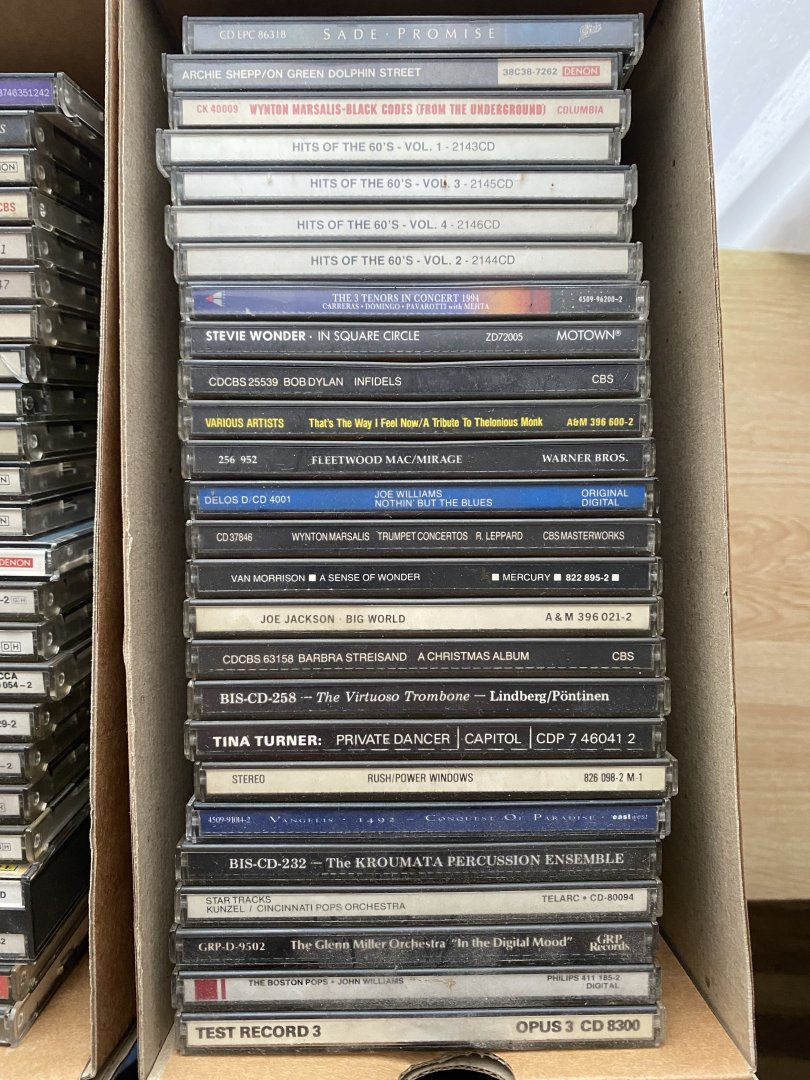 CD EPC 86318 SADE · PROMISE Epic
ARCHIE SHEPP/ON GREEN DOLPHIN STREET 38C38-7262 DENON
CK 40009 WYNTON MARSALIS-BLACK CODES (FROM THE UNDERGROUND) COLUMBIA
HITS OF THE 60'S - VOL. 1 - 2143CD
HITS OF THE 60'S - VOL. 3 - 2145CD
HITS OF THE 60'S - VOL. 4 - 2146CD
HITS OF THE 60'S - VOL. 2 - 2144CD
THE 3 TENORS IN CONCERT 1994
CARRERAS · DOMINGO · PAVAROTTI with MEHTA
4509-96200-2
STEVIE WONDER · IN SQUARE CIRCLE ZD72005 MOTOWN®
CDCBS 25539 BOB DYLAN INFIDELS CBS
VARIOUS ARTISTS That's The Way I Feel Now/A Tribute To Thelonious Monk A&M 396 600-2
256 952 FLEETWOOD MAC/MIRAGE WARNER BROS.
DELOS D/CD 4001 JOE WILLIAMS
NOTHIN' BUT THE BLUES
ORIGINAL
DIGITAL
CD 37846 WYNTON MARSALIS TRUMPET CONCERTOS R. LEPPARD CBS MASTERWORKS
VAN MORRISON ■ A SENSE OF WONDER ■ MERCURY ■ 822 895-2 ■
JOE JACKSON · BIG WORLD A & M 396 021-2
CDCBS 63158 BARBRA STREISAND A CHRISTMAS ALBUM CBS
BIS-CD-258 — The Virtuoso Trombone — Lindberg/Pöntinen
TINA TURNER: PRIVATE DANCER | CAPITOL | CDP 7 46041 2
STEREO RUSH/POWER WINDOWS 826 098-2 M-1
4509-91014-2 VANGELIS · 1492 – CONQUEST OF PARADISE · eastwest
BIS-CD-232 — The KROUMATA PERCUSSION ENSEMBLE
STAR TRACKS
KUNZEL / CINCINNATI POPS ORCHESTRA
TELARC • CD-80094
GRP-D-9502 The Glenn Miller Orchestra "In the Digital Mood" GRP
Records
THE BOSTON POPS • JOHN WILLIAMS PHILIPS 411 185-2
DIGITAL
TEST RECORD 3 OPUS 3 CD 8300
8746351242
CBS
DENON
054-2